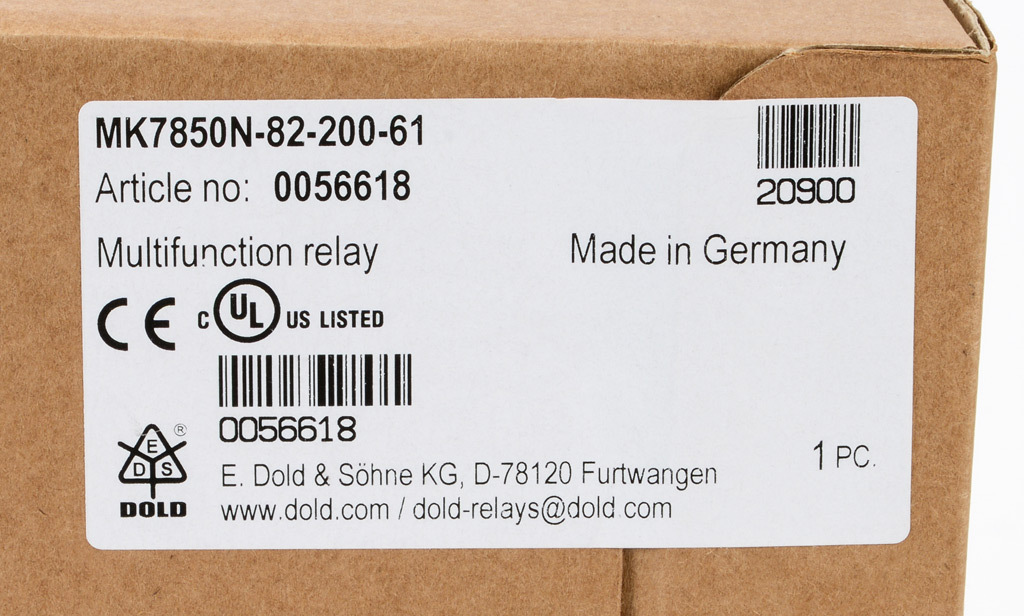 MK7850N-82-200-61
Article no: 0056618
20900
Multifunction relay
Made in Germany
CE
C UL US LISTED
0056618
E
D S
®
DOLD
E. Dold & Söhne KG, D-78120 Furtwangen
www.dold.com / dold-relays@dold.com
1 PC.